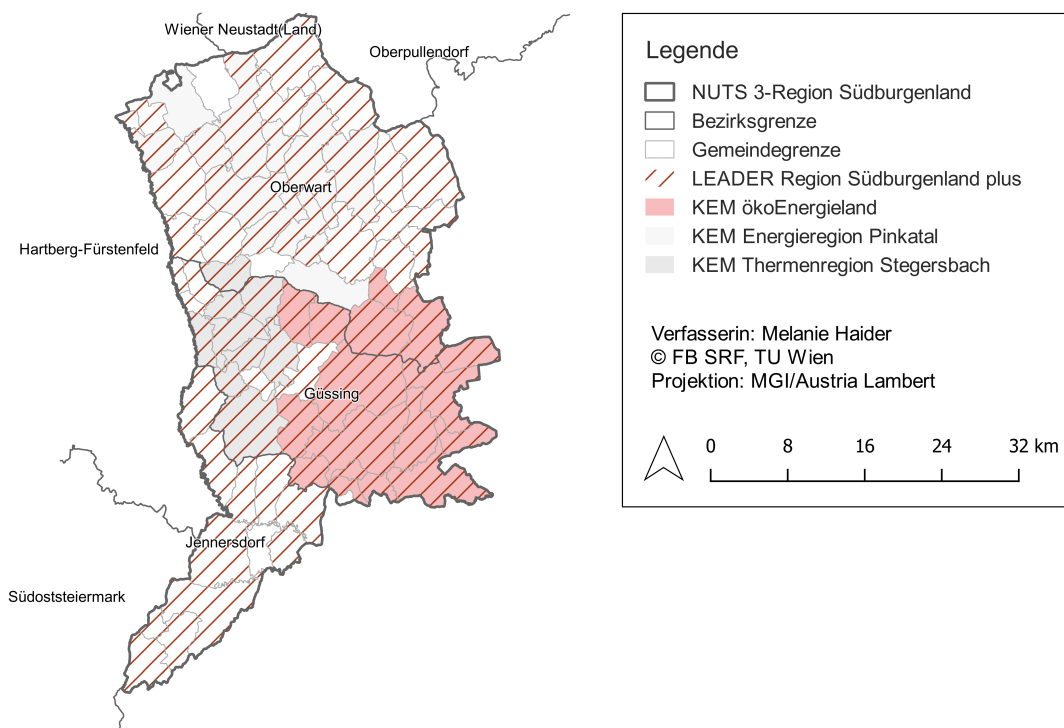 Wiener Neustadt(Land)
Oberpullendorf
Oberwart
Hartberg-Fürstenfeld
Güssing
Jennersdorf
Südoststeiermark
Legende
NUTS 3-Region Südburgenland
Bezirksgrenze
Gemeindegrenze
LEADER Region Südburgenland plus
KEM ökoEnergieland
KEM Energieregion Pinkatal
KEM Thermenregion Stegersbach
Verfasserin: Melanie Haider
© FB SRF, TU Wien
Projektion: MGI/Austria Lambert
0 8 16 24 32 km